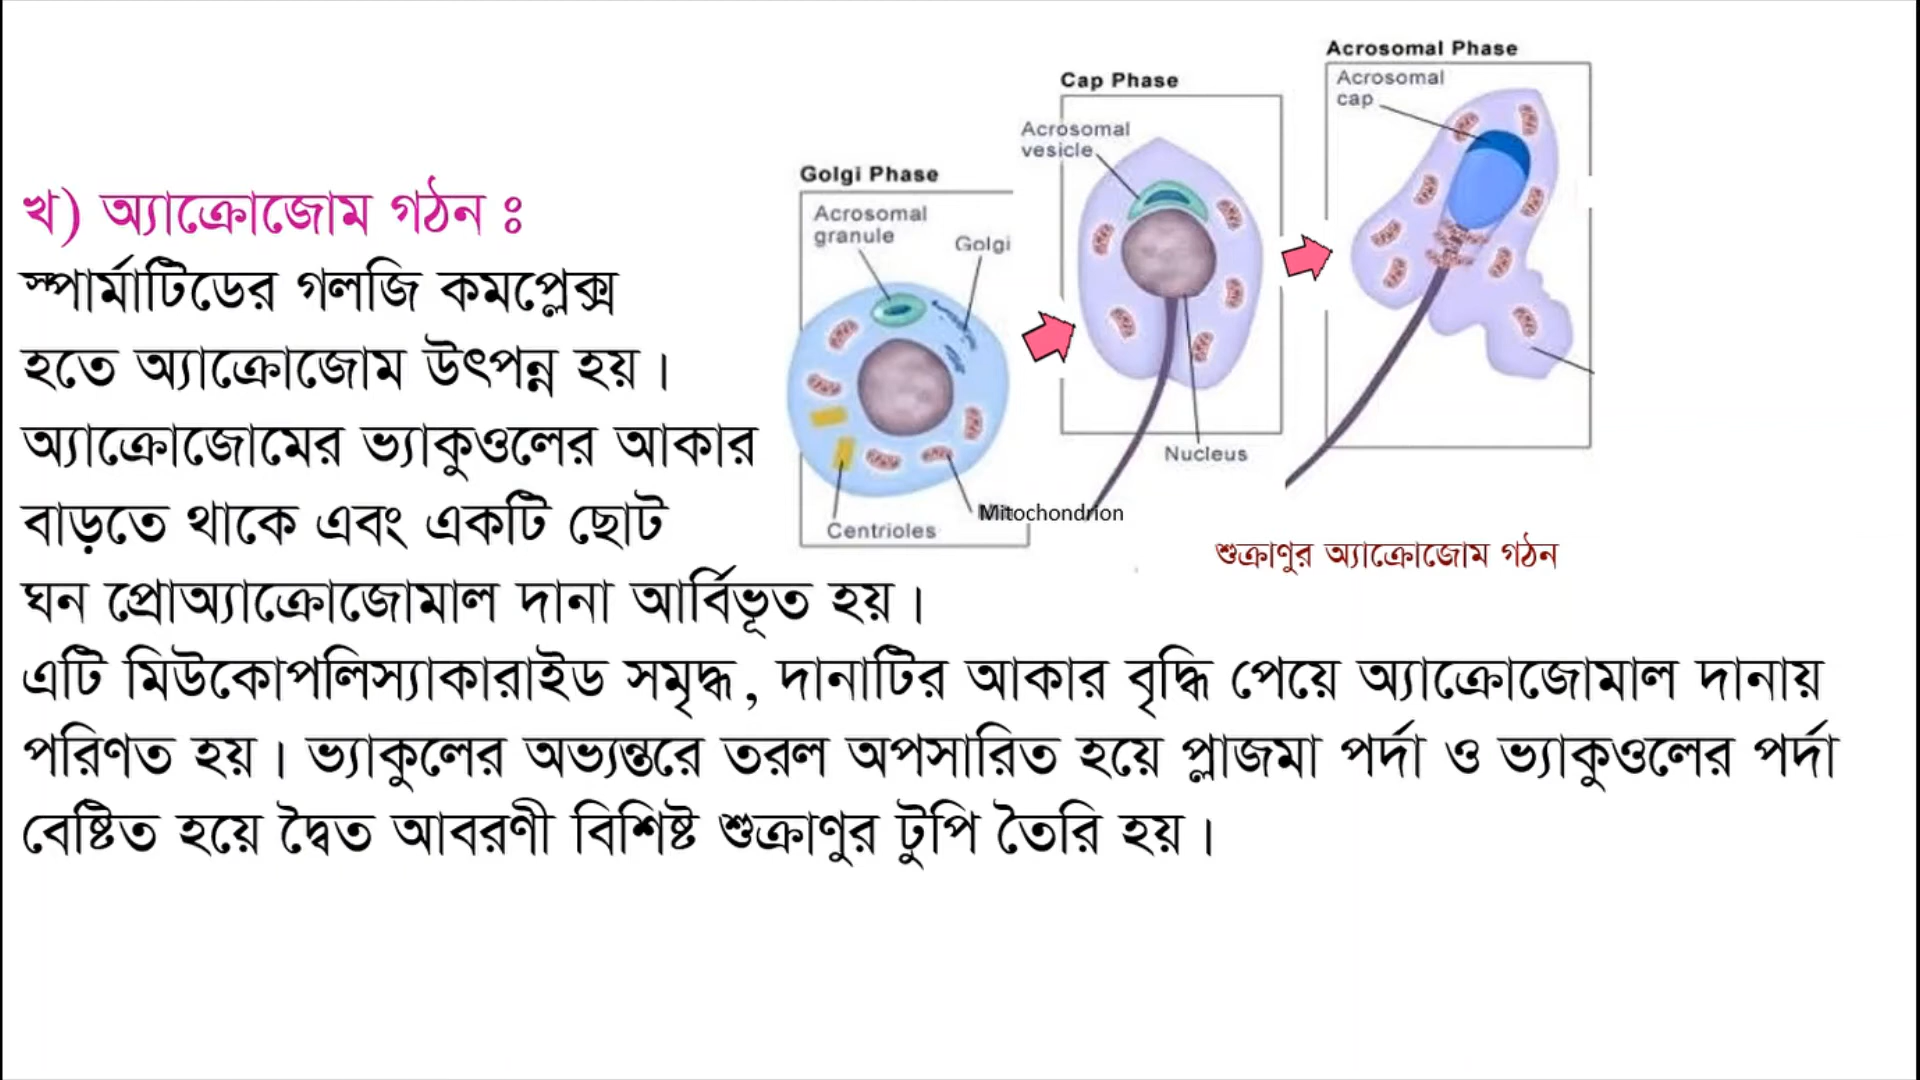 Acrosomal Phase
Acrosomal
cap
Cap Phase
Acrosomal
vesicle
Golgi Phase
Acrosomal
granule
Golgi
Nucleus
Mitochondrion
Centrioles
শুক্রাণুর অ্যাক্রোজোম গঠন
খ) অ্যাক্রোজোম গঠন ঃ
স্পার্মাটিডের গলজি কমপ্লেক্স
হতে অ্যাক্রোজোম উৎপন্ন হয়।
অ্যাক্রোজোমের ভ্যাকুওলের আকার
বাড়তে থাকে এবং একটি ছোট
ঘন প্রোঅ্যাক্রোজোমাল দানা আর্বিভূত হয়।
এটি মিউকোপলিস্যাকারাইড সমৃদ্ধ, দানাটির আকার বৃদ্ধি পেয়ে অ্যাক্রোজোমাল দানায়
পরিণত হয়। ভ্যাকুলের অভ্যন্তরে তরল অপসারিত হয়ে প্লাজমা পর্দা ও ভ্যাকুওলের পর্দা
বেষ্টিত হয়ে দ্বৈত আবরণী বিশিষ্ট শুক্রাণুর টুপি তৈরি হয়।